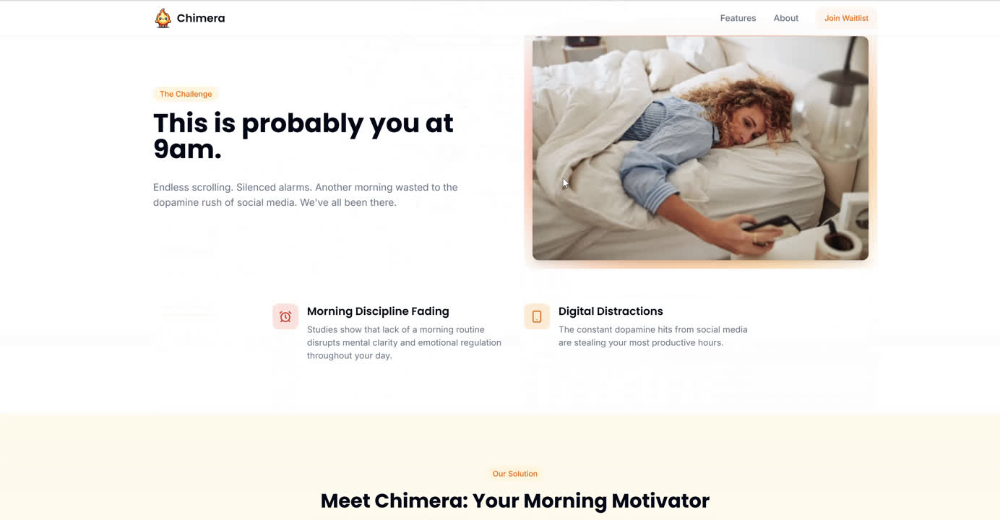 Chimera
Features
About
Join Waitlist
The Challenge
This is probably you at
9am.
Endless scrolling. Silenced alarms. Another morning wasted to the
dopamine rush of social media. We've all been there.
Morning Discipline Fading
Studies show that lack of a morning routine
disrupts mental clarity and emotional regulation
throughout your day.
Digital Distractions
The constant dopamine hits from social media
are stealing your most productive hours.
Our Solution
Meet Chimera: Your Morning Motivator